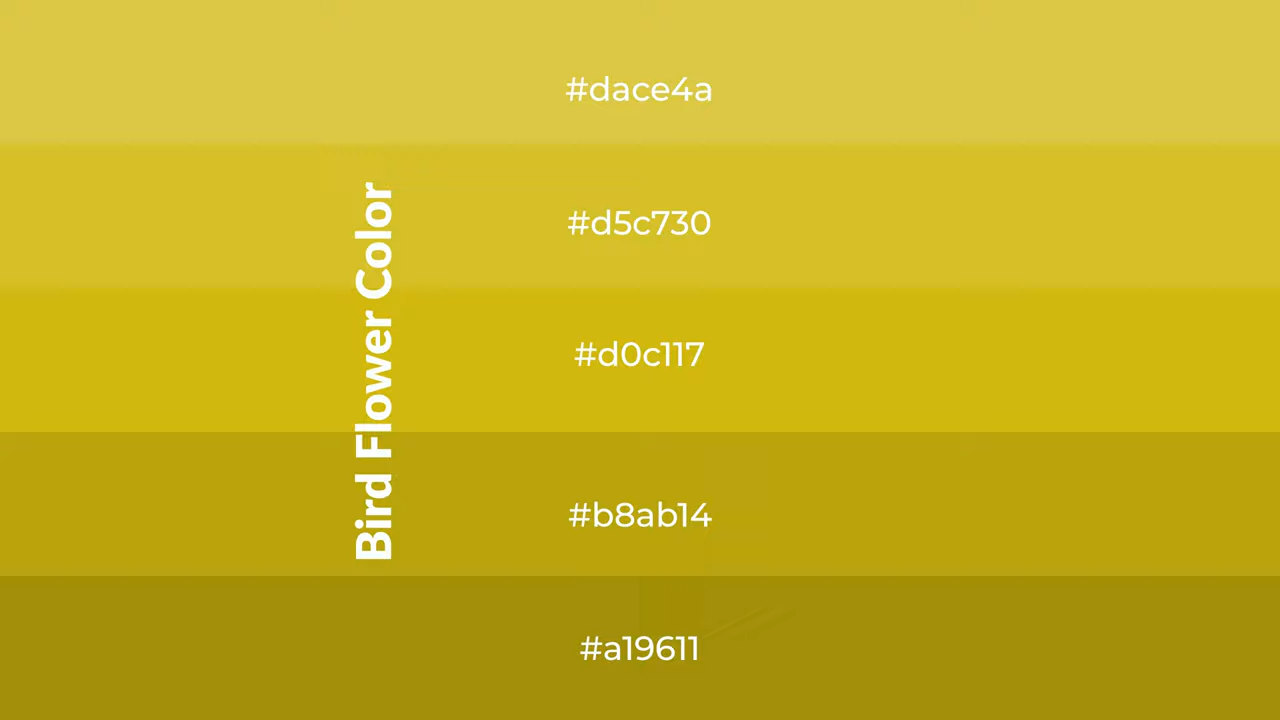 Bird Flower Color
#dace4a
#d5c730
#d0c117
#b8ab14
#a19611